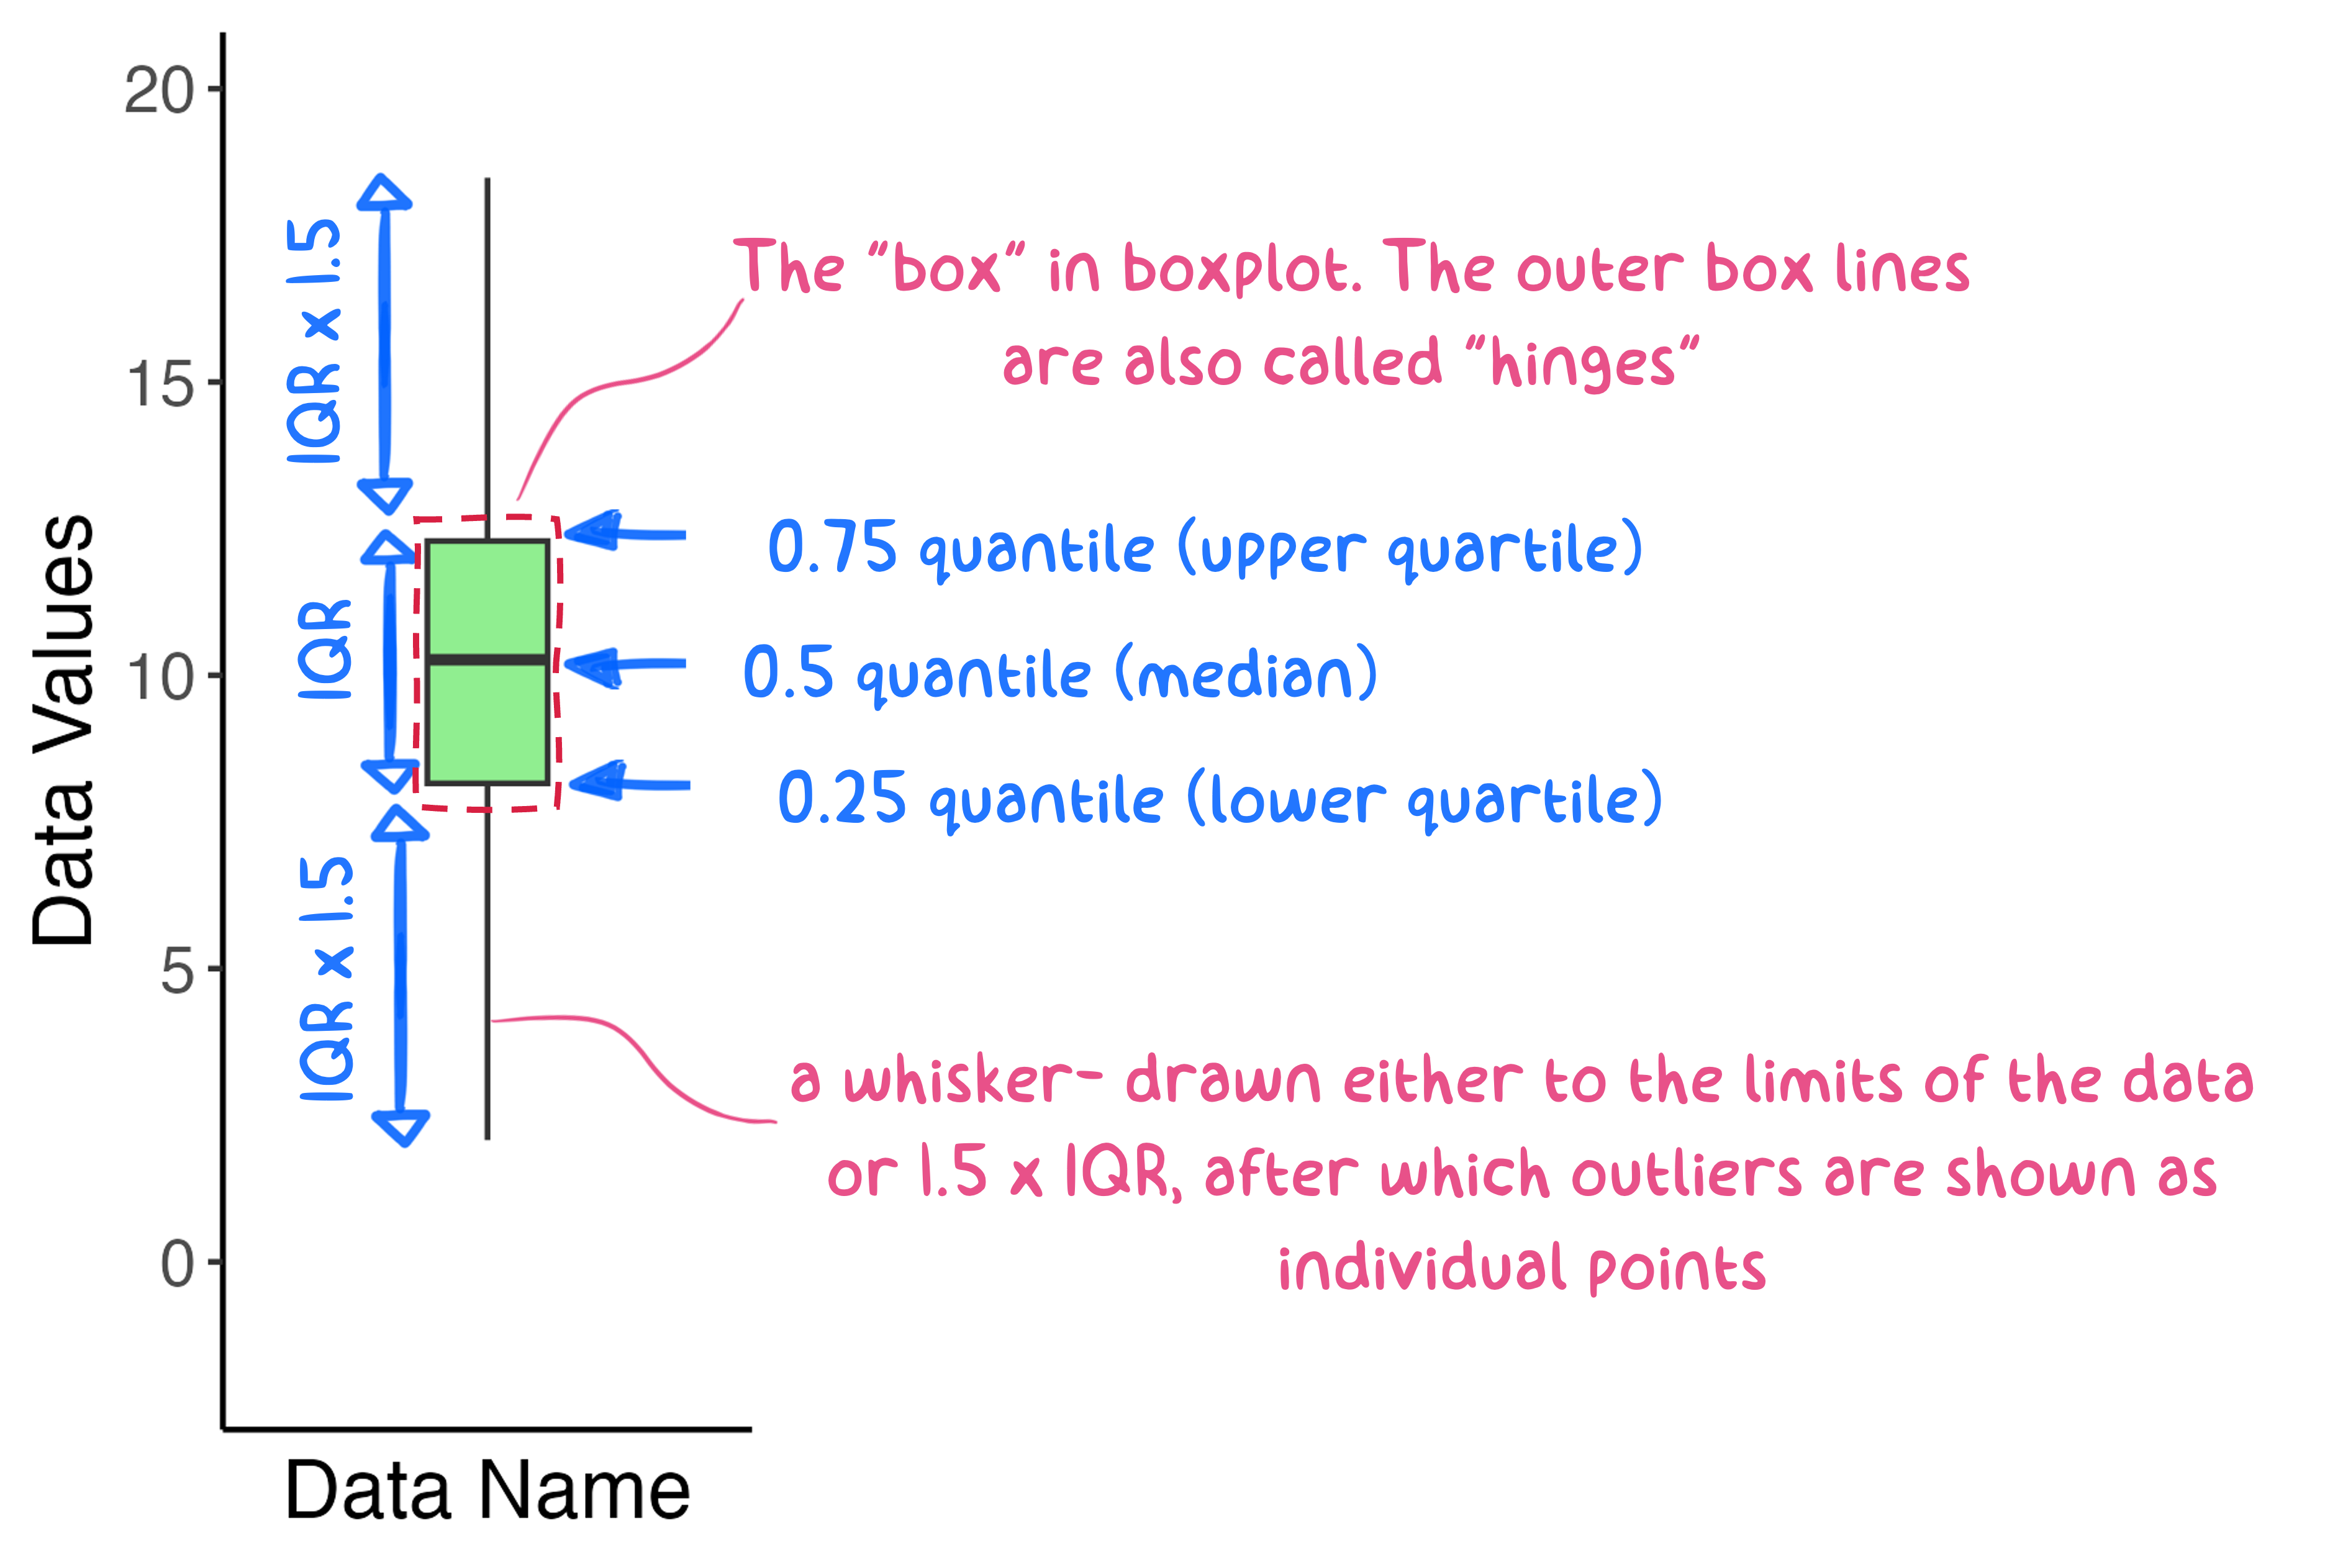 20
15
10
5
0
Data Values
Data Name
IQR x 1.5
IQR
IQR x 1.5
The “box” in boxplot. The outer box lines
are also called “hinges”
0.75 quantile (upper quartile)
0.5 quantile (median)
0.25 quantile (lower quartile)
a whisker- drawn either to the limits of the data
or 1.5 x IQR, after which outliers are shown as
individual points